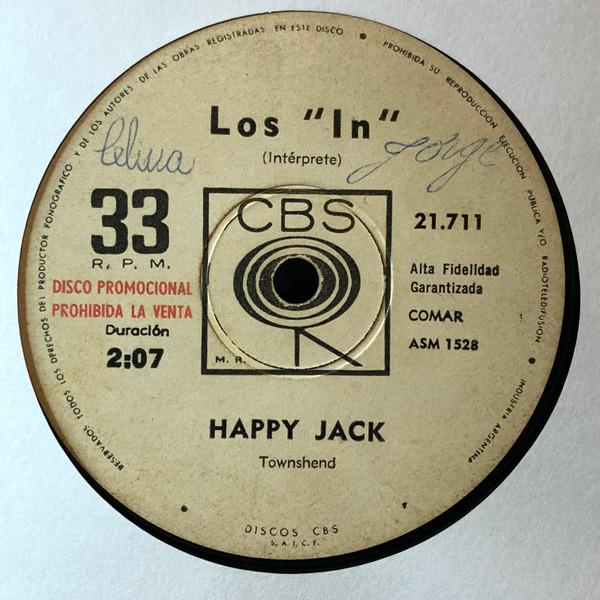 RESERVADOS TODOS LOS DERECHOS DEL PRODUCTOR FONOGRAFICO Y DE LOS AUTORES DE LAS OBRAS REGISTRADAS EN ESTE DISCO • PROHIBIDA SU REPRODUCCION EJECUCION PUBLICA Y/O RADIOTELEDIFUSION • INDUSTRIA ARGENTINA
Los "In"
(Intérprete)
Celina
Jorge
33
R. P. M.
CBS
21.711
DISCO PROMOCIONAL
PROHIBIDA LA VENTA
Alta Fidelidad
Garantizada
Duración
2:07
COMAR
ASM 1528
M. R.
HAPPY JACK
Townshend
DISCOS CBS
S. A. I. C. F.